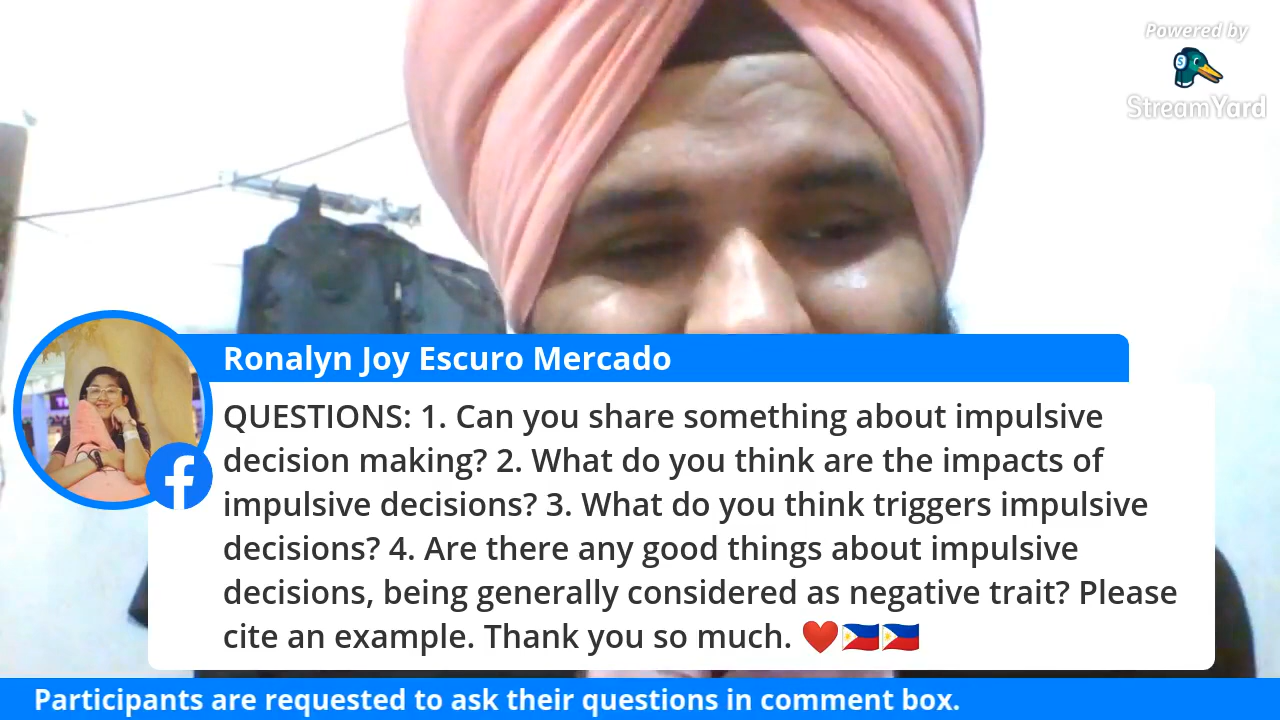 Powered by
StreamYard
Ronalyn Joy Escuro Mercado
QUESTIONS: 1. Can you share something about impulsive
decision making? 2. What do you think are the impacts of
impulsive decisions? 3. What do you think triggers impulsive
decisions? 4. Are there any good things about impulsive
decisions, being generally considered as negative trait? Please
cite an example. Thank you so much. ❤️🇵🇭🇵🇭
Participants are requested to ask their questions in comment box.